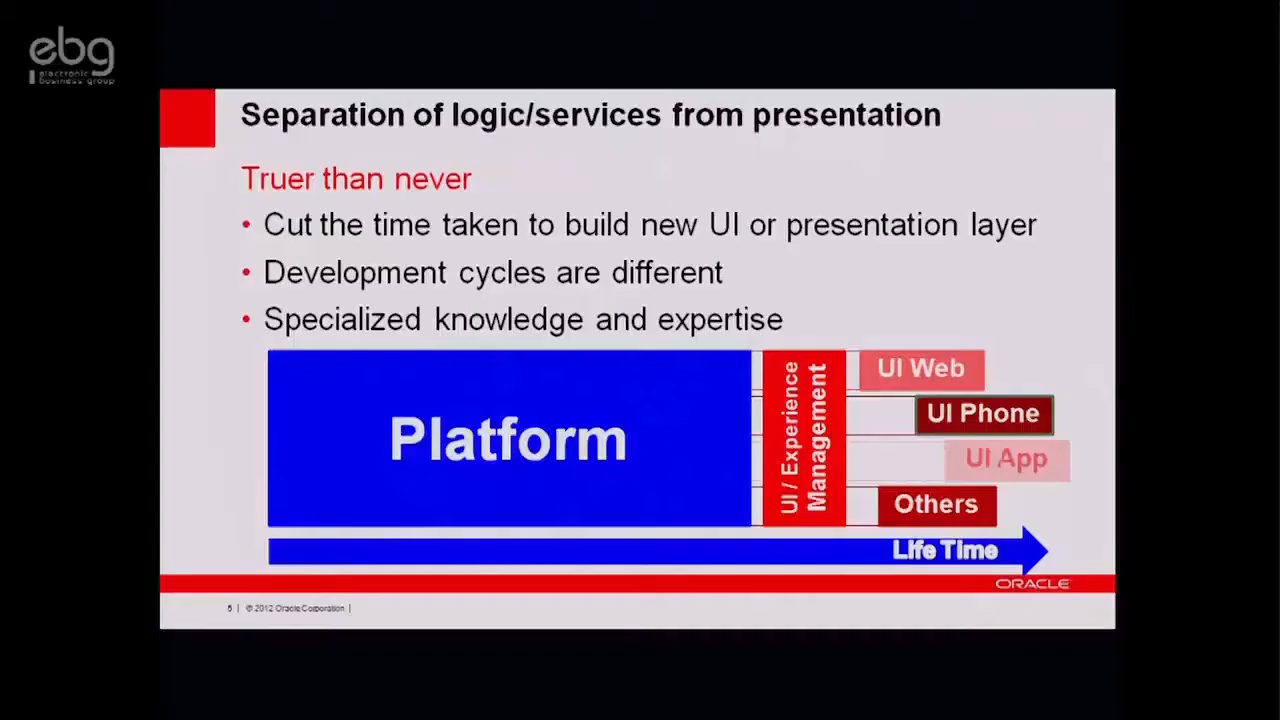 ebg
electronic
business group
Separation of logic/services from presentation
Truer than never
• Cut the time taken to build new UI or presentation layer
• Development cycles are different
• Specialized knowledge and expertise
Platform
UI / Experience
Management
UI Web
UI Phone
UI App
Others
Life Time
ORACLE
5 | © 2012 Oracle Corporation |